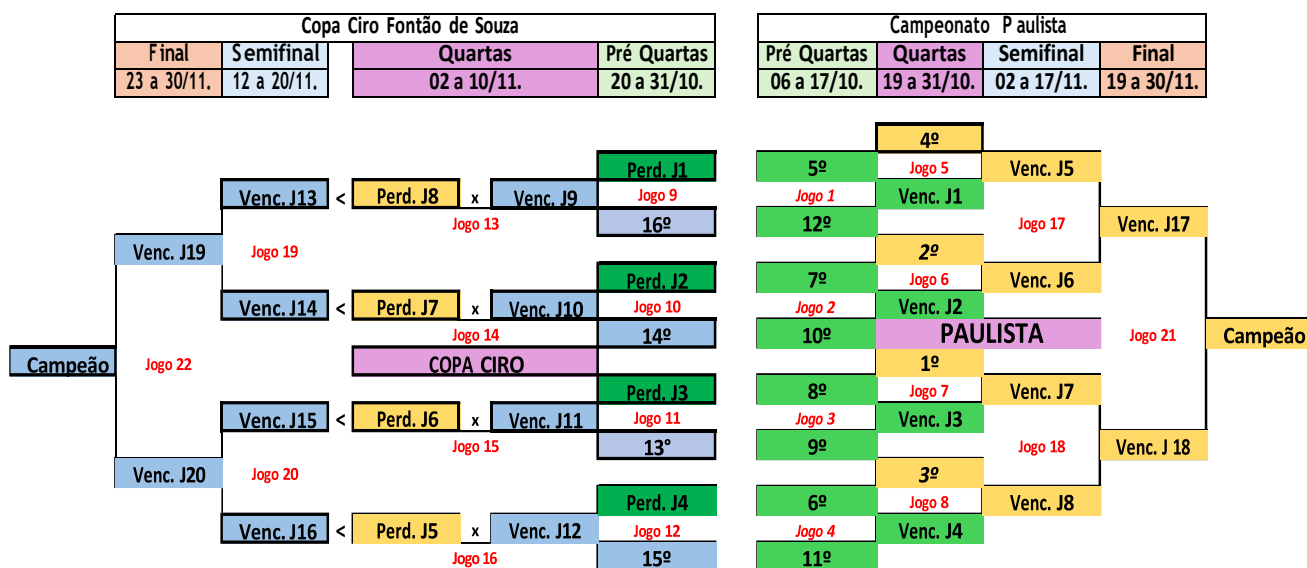 Copa Ciro Fontão de Souza
Campeonato Paulista
Final Semifinal Quartas Pré Quartas
Pré Quartas Quartas Semifinal Final
23 a 30/11. 12 a 20/11. 02 a 10/11. 20 a 31/10.
06 a 17/10. 19 a 31/10. 02 a 17/11. 19 a 30/11.
4º
Perd. J1
5º Jogo 5 Venc. J5
Venc. J13 < Perd. J8 x Venc. J9 Jogo 9
Jogo 1 Venc. J1
Jogo 13 16º
12º Jogo 17 Venc. J17
Venc. J19 Jogo 19
2º
Perd. J2
7º Jogo 6 Venc. J6
Venc. J14 < Perd. J7 x Venc. J10 Jogo 10
Jogo 2 Venc. J2
Jogo 14 14º
10º PAULISTA Jogo 21 Campeão
Campeão Jogo 22 COPA CIRO
1º
Perd. J3
8º Jogo 7 Venc. J7
Venc. J15 < Perd. J6 x Venc. J11 Jogo 11
Jogo 3 Venc. J3
Jogo 15 13°
9º Jogo 18 Venc. J 18
Venc. J20 Jogo 20
3º
Perd. J4
6º Jogo 8 Venc. J8
Venc. J16 < Perd. J5 x Venc. J12 Jogo 12
Jogo 4 Venc. J4
Jogo 16 15º
11º